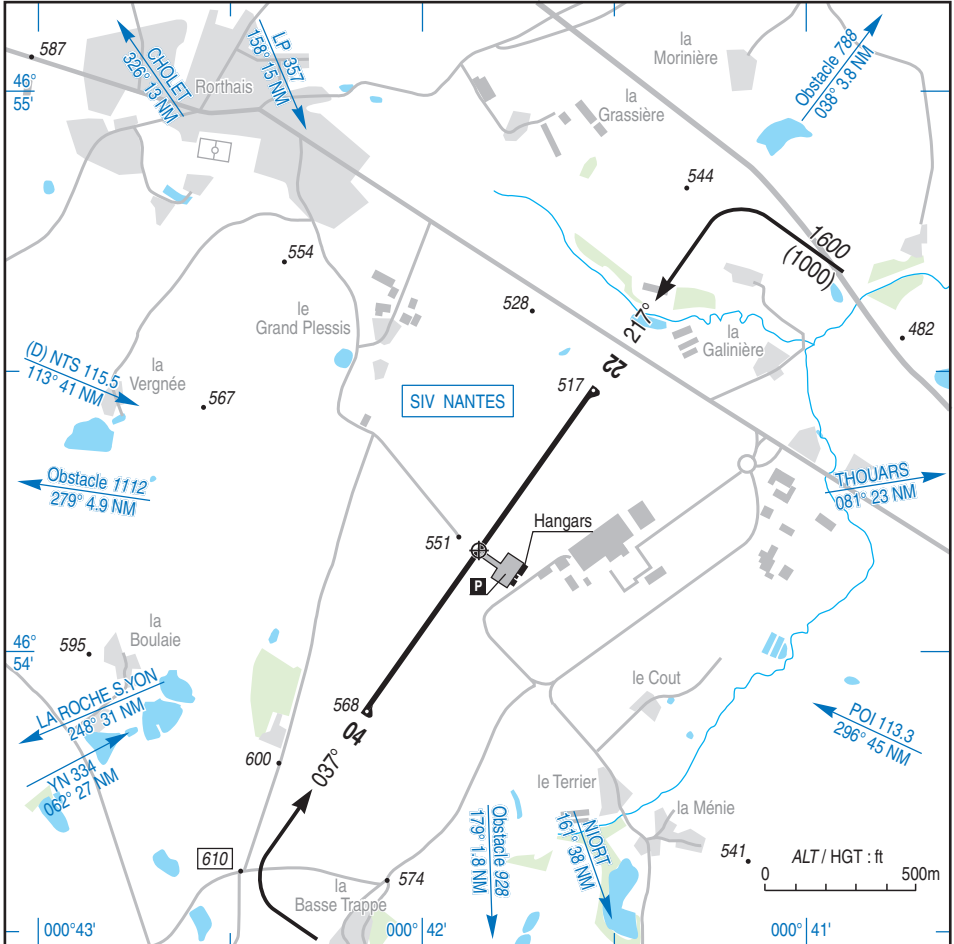 587
46°
55'
CHOLET
326° 13 NM
LP 357
158° 15 NM
Rorthais
la
Morinière
Obstacle 788
038° 3.8 NM
la
Grassière
544
1600
(1000)
554
le
Grand Plessis
528
217°
22
la
Galinière
482
(D) NTS 115.5
113° 41 NM
la
Vergnée
567
SIV NANTES
517
Obstacle 1112
279° 4.9 NM
THOUARS
081° 23 NM
551
Hangars
P
la
Boulaie
595
46°
54'
LA ROCHE S.YON
248° 31 NM
YN 334
062° 27 NM
568
04
037°
600
le Cout
POI 113.3
296° 45 NM
le Terrier
la Ménie
Obstacle 928
179° 1.8 NM
NIORT
161° 38 NM
610
la
Basse Trappe
574
541
ALT / HGT : ft
0
500m
000° 43'
000° 42'
000° 41'